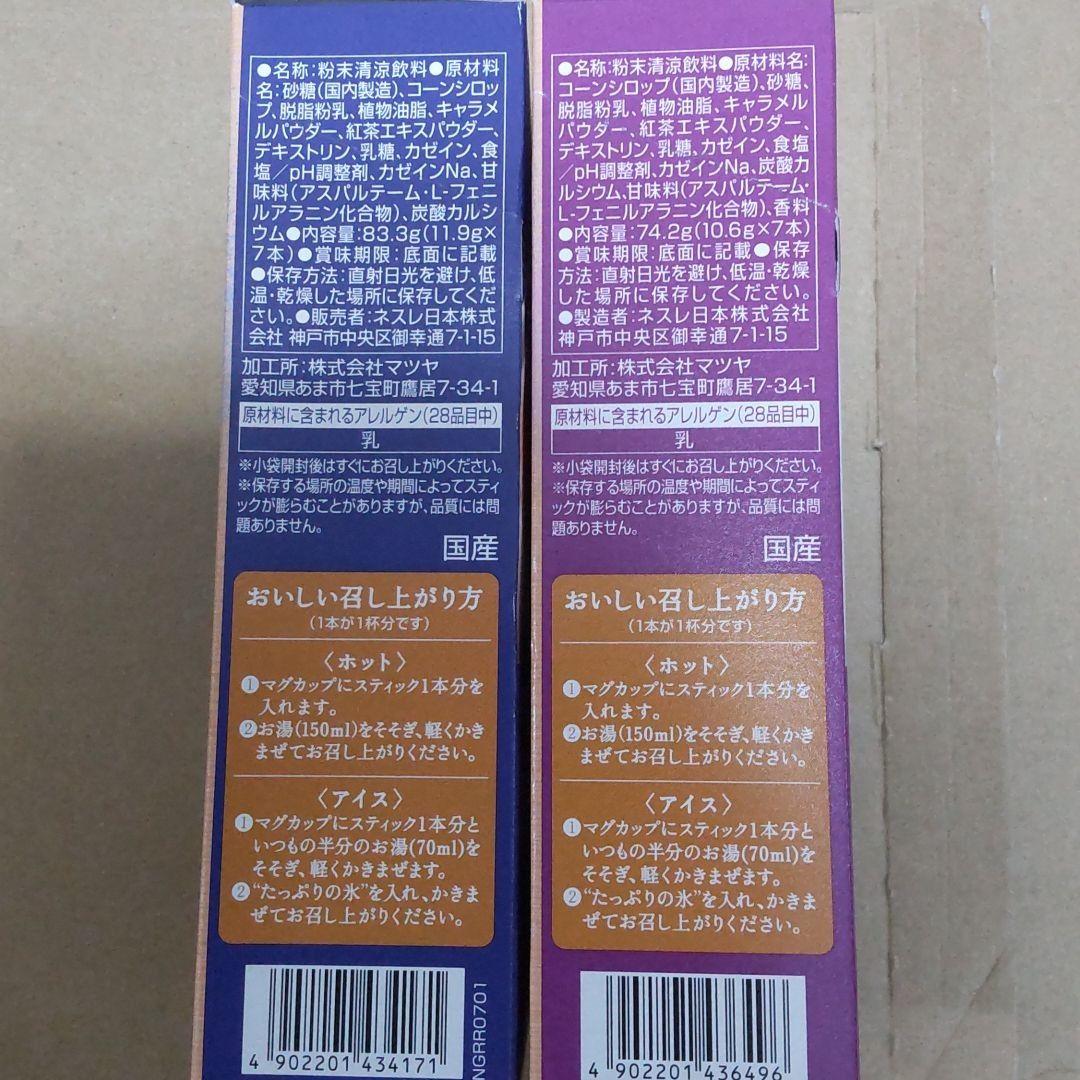 ●名称:粉末清涼飲料●原材料
名:砂糖(国内製造)、コーンシロッ
プ、脱脂粉乳、植物油脂、キャラメ
ルパウダー、紅茶エキスパウダー、
デキストリン、乳糖、カゼイン、食
塩/pH調整剤、カゼインNa、甘
味料(アスパルテーム・L-フェニ
ルアラニン化合物)、炭酸カルシ
ウム●内容量:83.3g(11.9g×
7本)●賞味期限:底面に記載
●保存方法:直射日光を避け、低
温・乾燥した場所に保存してくだ
さい。●販売者:ネスレ日本株式
会社 神戸市中央区御幸通7-1-15
加工所:株式会社マツヤ
愛知県あま市七宝町鷹居7-34-1
原材料に含まれるアレルゲン(28品目中)
乳
※小袋開封後はすぐにお召し上がりください。
※保存する場所の温度や期間によってスティ
ックが膨らむことがありますが、品質には問
題ありません。
国産
おいしい召し上がり方
(1本が1杯分です)
〈ホット〉
①マグカップにスティック1本分を
入れます。
②お湯(150ml)をそそぎ、軽くかき
まぜてお召し上がりください。
〈アイス〉
①マグカップにスティック1本分と
いつもの半分のお湯(70ml)を
そそぎ、軽くかきまぜます。
②“たっぷりの氷”を入れ、かきま
ぜてお召し上がりください。
4 902201 434171
NGRR0701
●名称:粉末清涼飲料●原材料名:
コーンシロップ(国内製造)、砂糖、
脱脂粉乳、植物油脂、キャラメル
パウダー、紅茶エキスパウダー、
デキストリン、乳糖、カゼイン、食塩
/pH調整剤、カゼインNa、炭酸カ
ルシウム、甘味料(アスパルテーム・
L-フェニルアラニン化合物)、香料
●内容量:74.2g(10.6g×7本)
●賞味期限:底面に記載●保存
方法:直射日光を避け、低温・乾燥
した場所に保存してください。
●製造者:ネスレ日本株式会社
神戸市中央区御幸通7-1-15
加工所:株式会社マツヤ
愛知県あま市七宝町鷹居7-34-1
原材料に含まれるアレルゲン(28品目中)
乳
※小袋開封後はすぐにお召し上がりください。
※保存する場所の温度や期間によってスティ
ックが膨らむことがありますが、品質には問
題ありません。
国産
おいしい召し上がり方
(1本が1杯分です)
〈ホット〉
①マグカップにスティック1本分を
入れます。
②お湯(150ml)をそそぎ、軽くかき
まぜてお召し上がりください。
〈アイス〉
①マグカップにスティック1本分と
いつもの半分のお湯(70ml)を
そそぎ、軽くかきまぜます。
②“たっぷりの氷”を入れ、かきま
ぜてお召し上がりください。
4 902201 436496